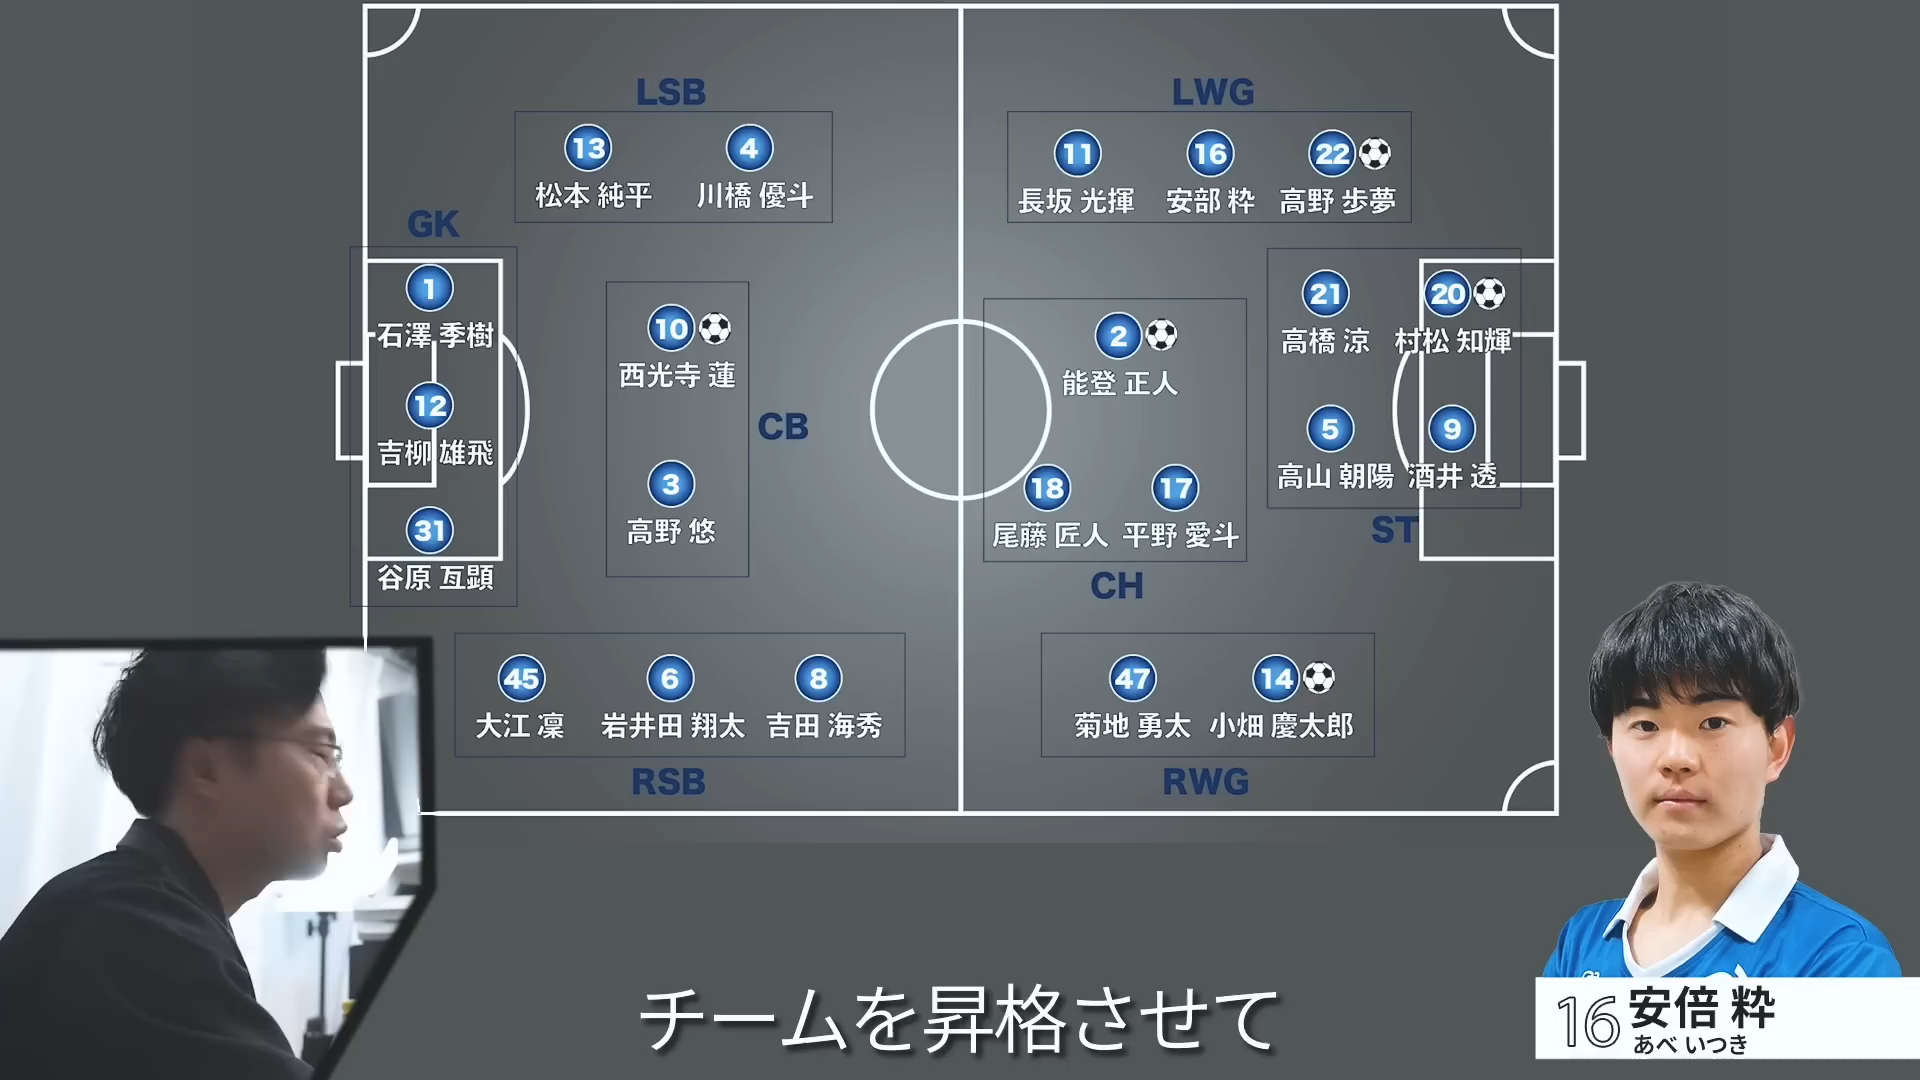 LSB
13 4
松本 純平 川橋 優斗
LWG
11 16 22
長坂 光揮 安部 粋 高野 歩夢
GK
1
石澤 季樹
12
吉柳 雄飛
31
谷原 亙顕
10
西光寺 蓮
3
高野 悠
CB
2
能登 正人
18 17
尾藤 匠人 平野 愛斗
CH
21 20
高橋 涼 村松 知輝
5 9
高山 朝陽 酒井 透
ST
45 6 8
大江 凜 岩井田 翔太 吉田 海秀
RSB
47 14
菊地 勇太 小畑 慶太郎
RWG
チームを昇格させて
16 安倍 粋
あべ いつき